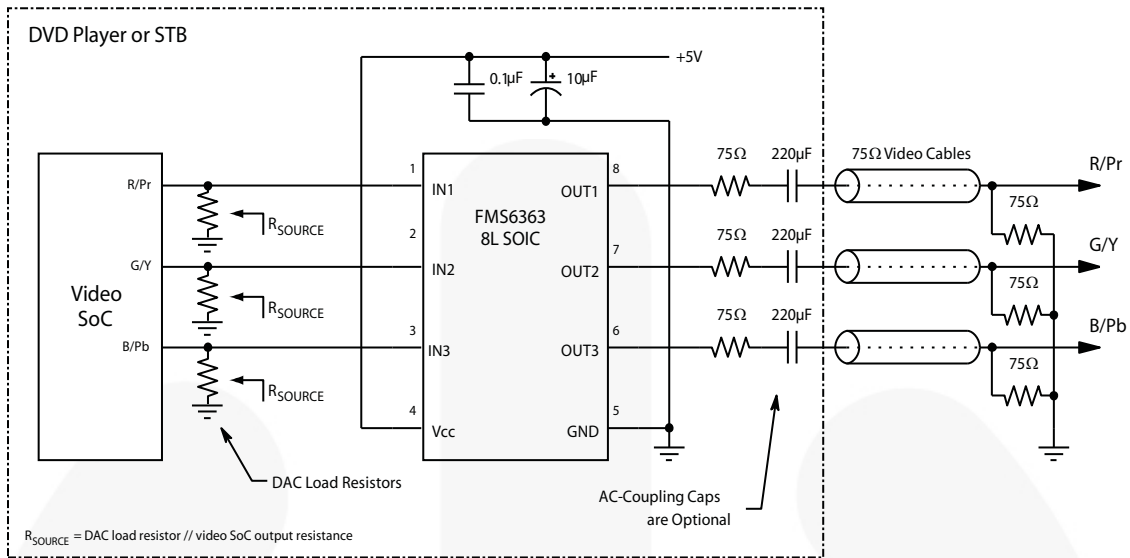 DVD Player or STB
+5V
0.1µF
+
10µF
75Ω
220µF
75Ω Video Cables
R/Pr
R/Pr
1
IN1
8
OUT1
75Ω
RSOURCE
FMS6363
8L SOIC
2
7
75Ω
220µF
G/Y
G/Y
IN2
OUT2
75Ω
Video
SoC
RSOURCE
3
6
75Ω
220µF
B/Pb
B/Pb
IN3
OUT3
75Ω
RSOURCE
4
Vcc
5
GND
DAC Load Resistors
AC-Coupling Caps
are Optional
RSOURCE = DAC load resistor // video SoC output resistance